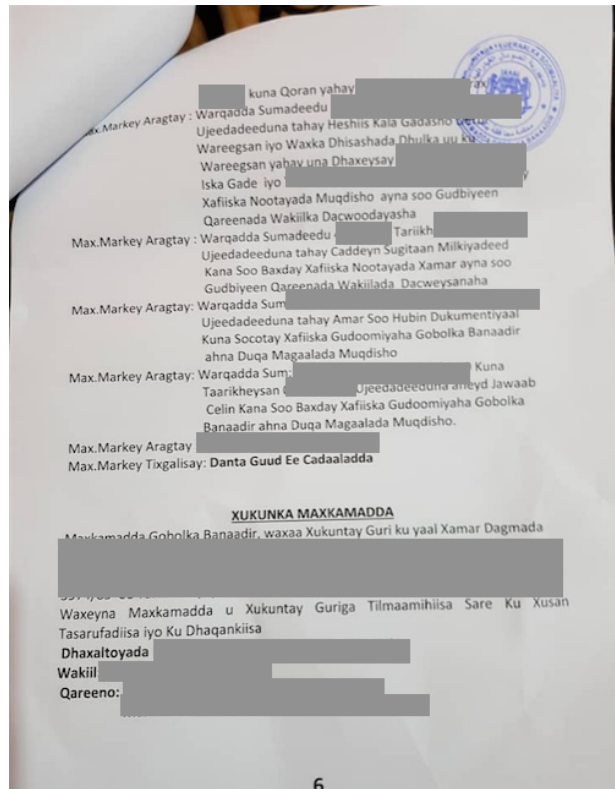 kuna Qoran yahay
Max.Markey Aragtay : Warqadda Sumadeedu
Ujeedadeeduna tahay Heshiis Kala Gadasho
Wareegsan iyo Waxka Dhisashada Dhulka uu ku
Wareegsan yahay una Dhaxeysay
Iska Gade iyo
Xafiiska Nootayada Muqdisho ayna soo Gudbiyeen
Qareenada Wakiilka Dacwoodayasha
Max.Markey Aragtay : Warqadda Sumadeedu Tariikh
Ujeedadeeduna tahay Caddeyn Sugitaan Milkiyadeed
Kana Soo Baxday Xafiiska Nootayada Xamar ayna soo
Gudbiyeen Qareenada Wakiilada Dacweysanaha
Max.Markey Aragtay: Warqadda Sum
Ujeedadeeduna tahay Amar Soo Hubin Dukumentiyaal
Kuna Socotay Xafiiska Gudoomiyaha Gobolka Banaadir
ahna Duqa Magaalada Muqdisho
Max.Markey Aragtay: Warqadda Sum: Kuna
Taarikheysan Ujeedadeeduna aheyd Jawaab
Celin Kana Soo Baxday Xafiiska Gudoomiyaha Gobolka
Banaadir ahna Duqa Magaalada Muqdisho.
Max.Markey Aragtay
Max.Markey Tixgalisay: Danta Guud Ee Cadaaladda
XUKUNKA MAXKAMADDA
Maxkamadda Gobolka Banaadir, waxaa Xukuntay Guri ku yaal Xamar Dagmada
Waxeyna Maxkamadda u Xukuntay Guriga Tilmaamihiisa Sare Ku Xusan
Tasarufadiisa iyo Ku Dhaqankiisa
Dhaxaltoyada
Wakiil
Qareeno:
6